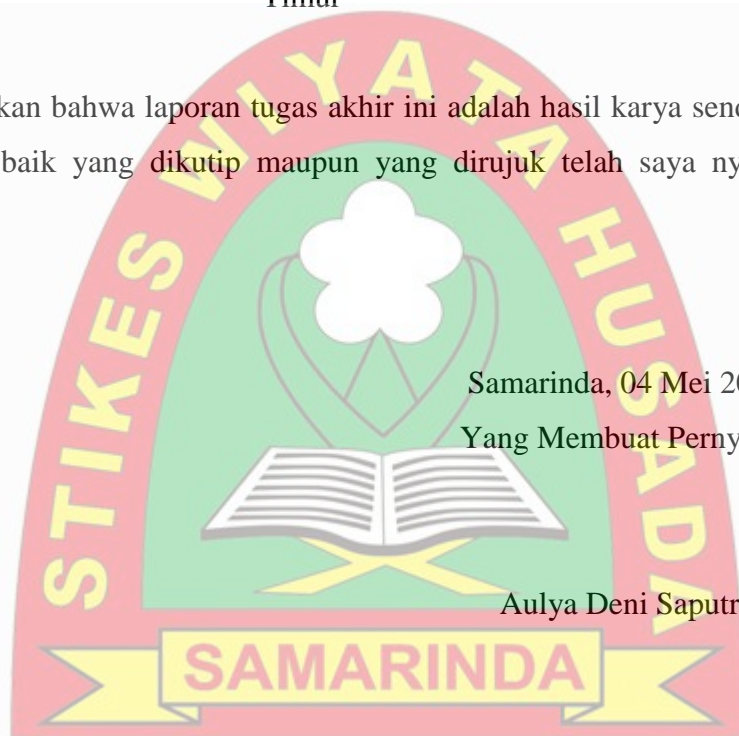 Timur
kan bahwa laporan tugas akhir ini adalah hasil karya send
baik yang dikutip maupun yang dirujuk telah saya ny
Samarinda, 04 Mei 20
Yang Membuat Perny
Aulya Deni Saputr
STIKES WIYATA HUSADA
SAMARINDA